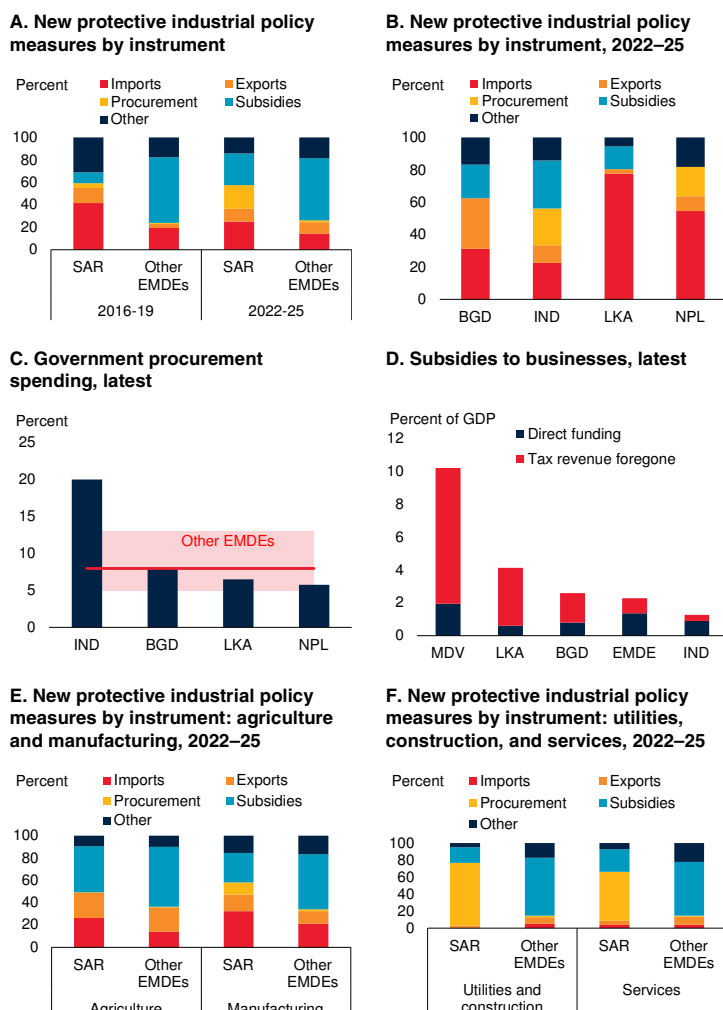 A. New protective industrial policy
measures by instrument
Percent
Imports
Exports
Procurement
Subsidies
Other
100
80
60
40
20
0
SAR
Other
EMDEs
SAR
Other
EMDEs
2016-19
2022-25
B. New protective industrial policy
measures by instrument, 2022–25
Percent
Imports
Exports
Procurement
Subsidies
Other
100
80
60
40
20
0
BGD
IND
LKA
NPL
C. Government procurement
spending, latest
Percent
25
20
15
10
5
0
Other EMDEs
IND
BGD
LKA
NPL
D. Subsidies to businesses, latest
Percent of GDP
Direct funding
Tax revenue foregone
12
10
8
6
4
2
0
MDV
LKA
BGD
EMDE
IND
E. New protective industrial policy
measures by instrument: agriculture
and manufacturing, 2022–25
Percent
Imports
Exports
Procurement
Subsidies
Other
100
80
60
40
20
0
SAR
Other
EMDEs
SAR
Other
EMDEs
Agriculture
Manufacturing
F. New protective industrial policy
measures by instrument: utilities,
construction, and services, 2022–25
Percent
Imports
Exports
Procurement
Subsidies
Other
100
80
60
40
20
0
SAR
Other
EMDEs
SAR
Other
EMDEs
Utilities and
construction
Services